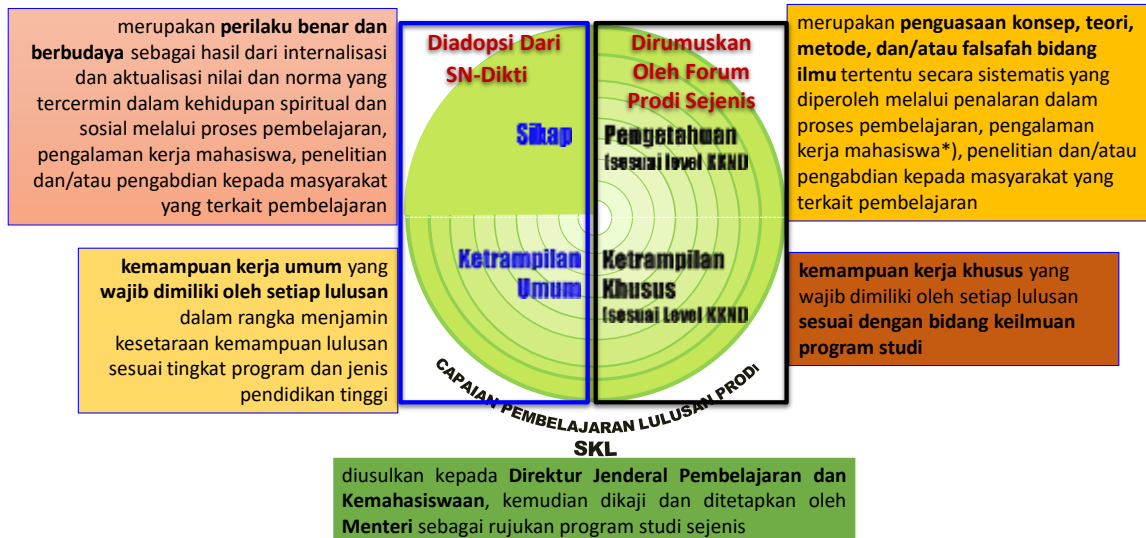 merupakan perilaku benar dan
berbudaya sebagai hasil dari internalisasi
dan aktualisasi nilai dan norma yang
tercermin dalam kehidupan spiritual dan
sosial melalui proses pembelajaran,
pengalaman kerja mahasiswa, penelitian
dan/atau pengabdian kepada masyarakat
yang terkait pembelajaran
Diadopsi Dari
SN-Dikti
Dirumuskan
Oleh Forum
Prodi Sejenis
Sikap
Pengetahuan
(sesuai level KKNI)
merupakan penguasaan konsep, teori,
metode, dan/atau falsafah bidang
ilmu tertentu secara sistematis yang
diperoleh melalui penalaran dalam
proses pembelajaran, pengalaman
kerja mahasiswa*), penelitian dan/atau
pengabdian kepada masyarakat yang
terkait pembelajaran
kemampuan kerja umum yang
wajib dimiliki oleh setiap lulusan
dalam rangka menjamin
kesetaraan kemampuan lulusan
sesuai tingkat program dan jenis
pendidikan tinggi
Ketrampilan
Umum
Ketrampilan
Khusus
(sesuai Level KKNI)
kemampuan kerja khusus yang
wajib dimiliki oleh setiap lulusan
sesuai dengan bidang keilmuan
program studi
CAPAIAN PEMBELAJARAN LULUSAN PRODI
SKL
diusulkan kepada Direktur Jenderal Pembelajaran dan
Kemahasiswaan, kemudian dikaji dan ditetapkan oleh
Menteri sebagai rujukan program studi sejenis